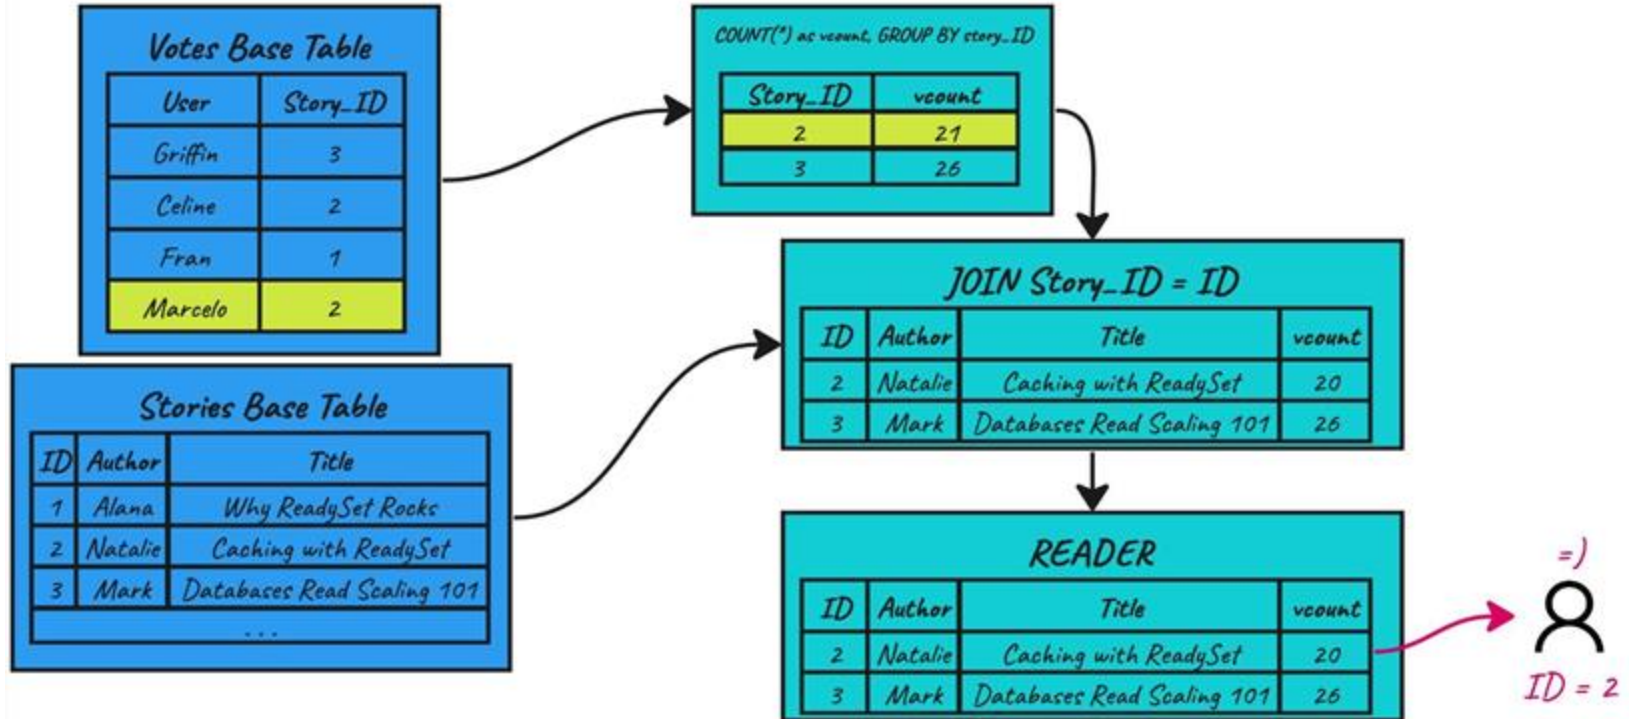 Votes Base Table
User Story_ID
Griffin 3
Celine 2
Fran 1
Marcelo 2
Stories Base Table
ID Author Title
1 Alana Why ReadySet Rocks
2 Natalie Caching with ReadySet
3 Mark Databases Read Scaling 101
...
COUNT(*) as vcount, GROUP BY story_ID
Story_ID vcount
2 21
3 26
JOIN Story_ID = ID
ID Author Title vcount
2 Natalie Caching with ReadySet 20
3 Mark Databases Read Scaling 101 26
READER
ID Author Title vcount
2 Natalie Caching with ReadySet 20
3 Mark Databases Read Scaling 101 26
=)
ID = 2